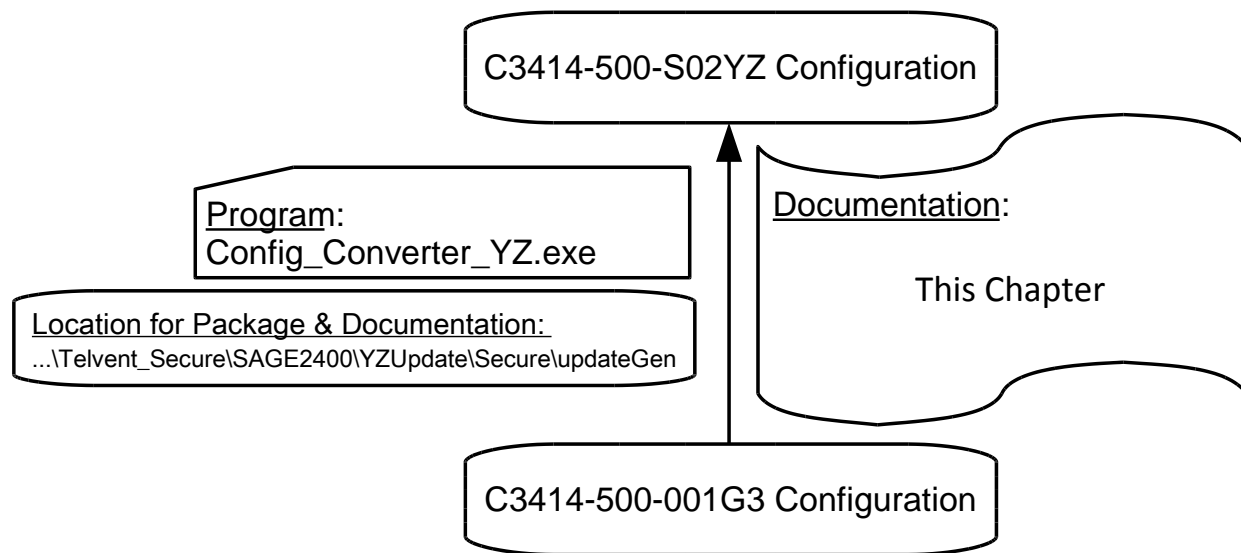 C3414-500-S02YZ Configuration
Program:
Config_Converter_YZ.exe
Documentation:
This Chapter
Location for Package & Documentation:
...\Telvent_Secure\SAGE2400\YZUpdate\Secure\updateGen
C3414-500-001G3 Configuration